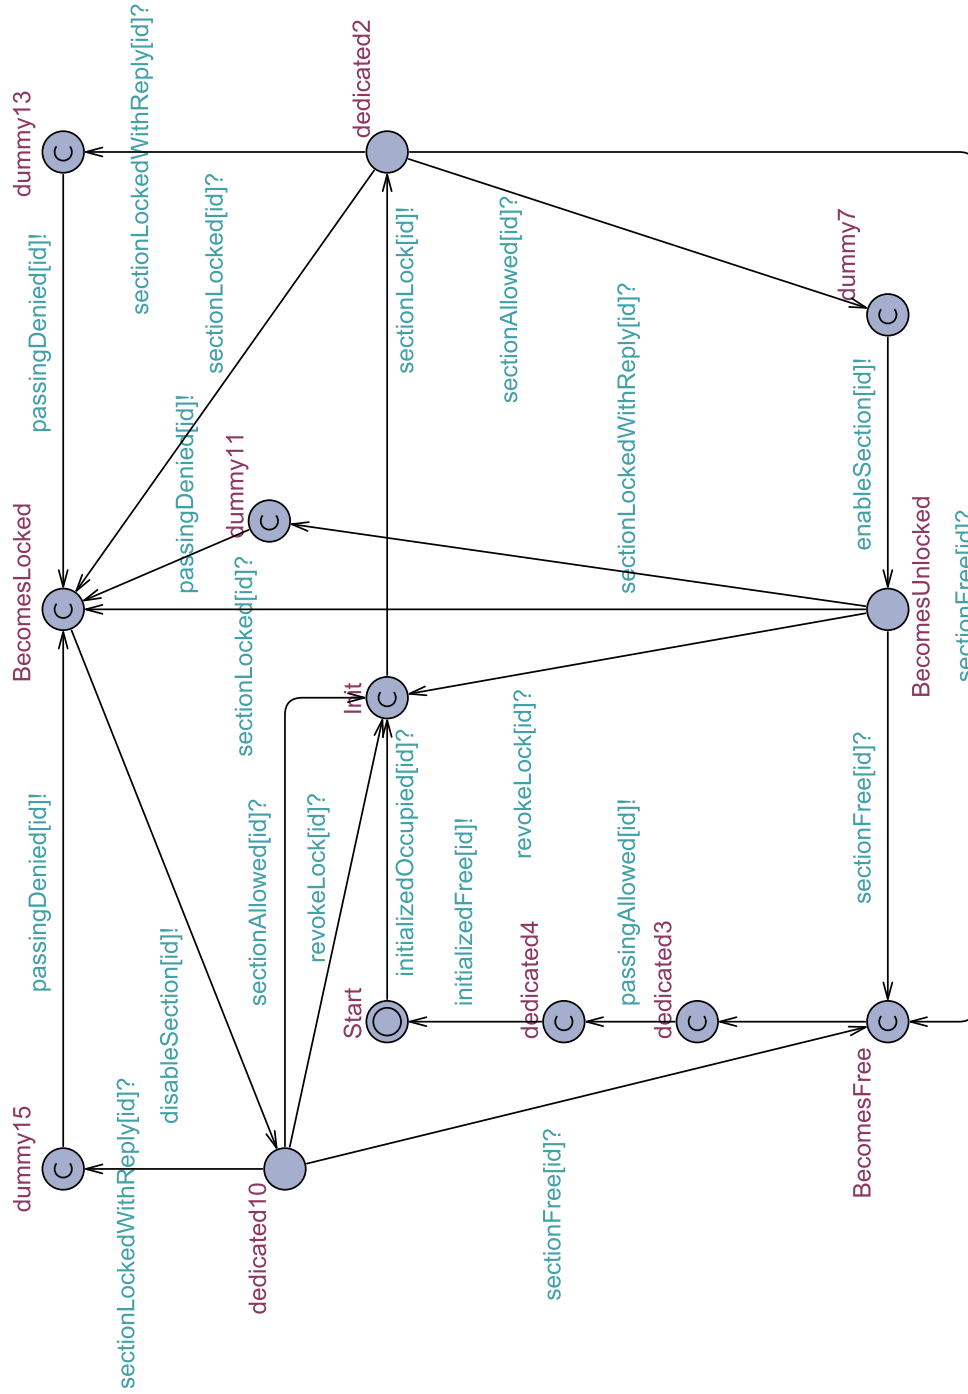 dummy15
BecomesLocked
dummy13
passingDenied[id]!
passingDenied[id]!
sectionLockedWithReply[id]?
sectionLockedWithReply[id]?
disableSection[id]!
passingDenied[id]!
sectionLocked[id]?
dummy11
sectionLocked[id]?
dedicated10
sectionAllowed[id]?
revokeLock[id]?
Start
Init
dedicated2
initializedOccupied[id]?
sectionLock[id]!
initializedFree[id]!
revokeLock[id]?
sectionAllowed[id]?
dedicated4
sectionFree[id]?
passingAllowed[id]!
sectionLockedWithReply[id]?
dedicated3
dummy7
BecomesFree
sectionFree[id]?
enableSection[id]!
BecomesUnlocked
sectionFree[id]?